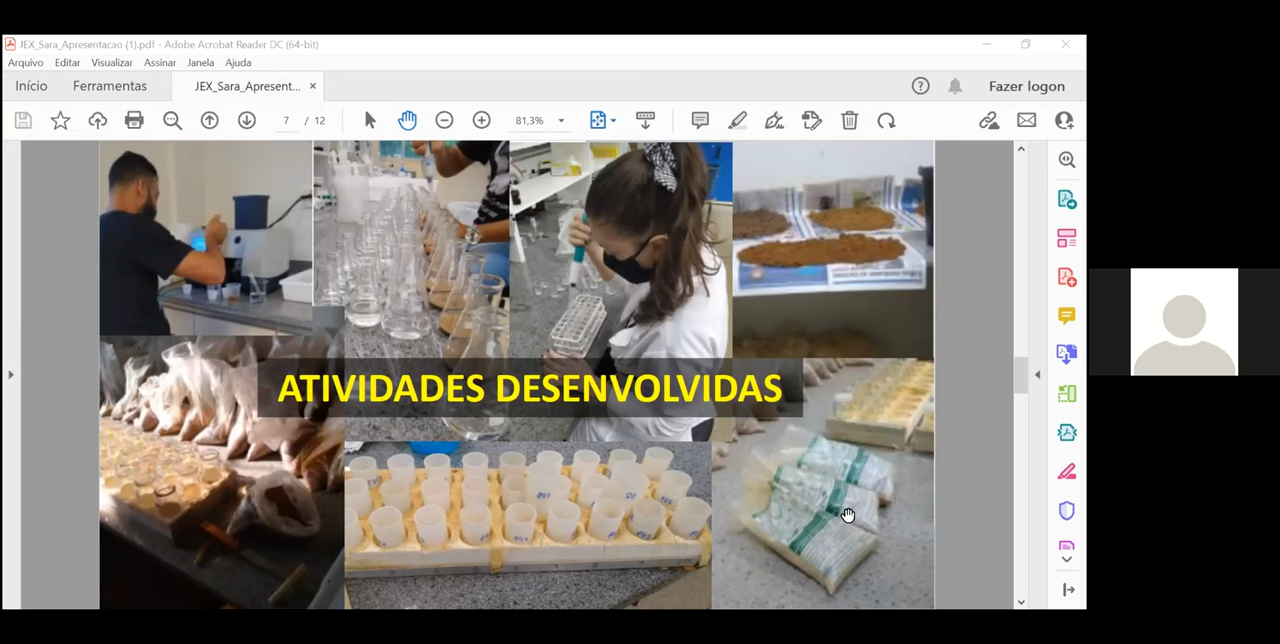 JEX_Sara_Apresentacao (1).pdf - Adobe Acrobat Reader DC (64-bit)
Arquivo Editar Visualizar Assinar Janela Ajuda
Início Ferramentas JEX_Sara_Apresent... Fazer logon
7 / 12 81,3%
ATIVIDADES DESENVOLVIDAS